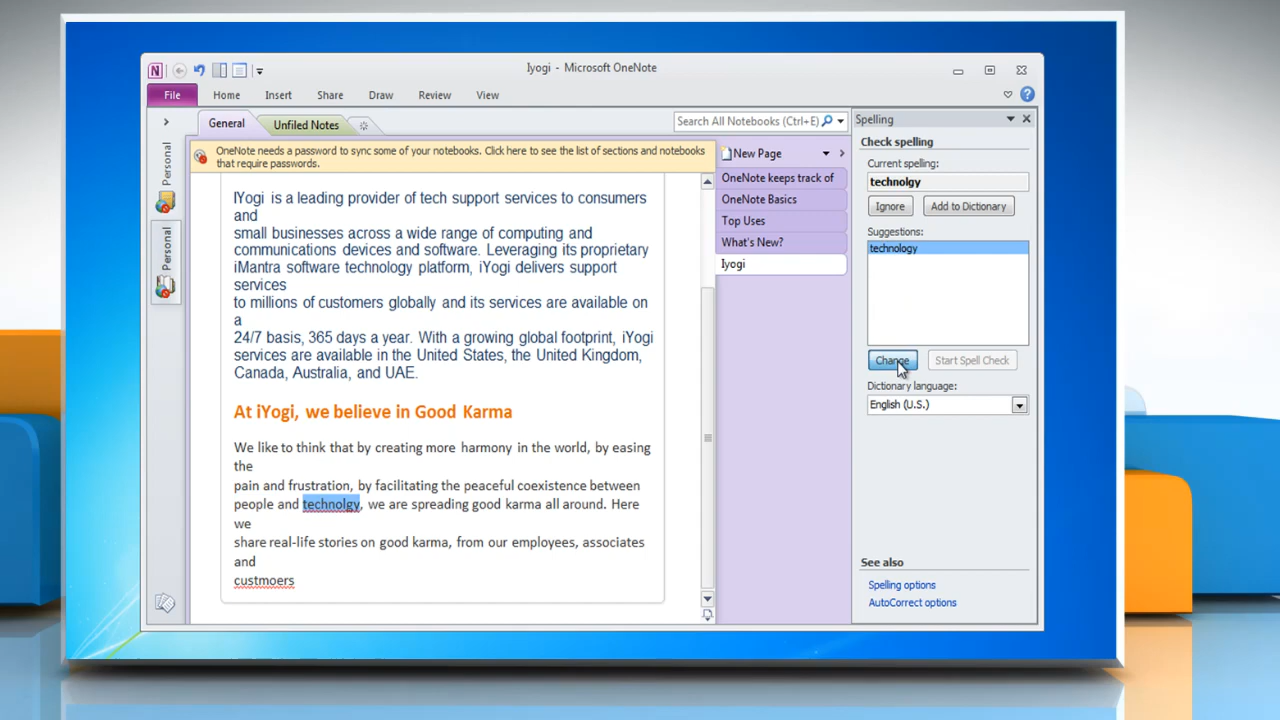 Iyogi - Microsoft OneNote
File Home Insert Share Draw Review View
General Unfiled Notes
Search All Notebooks (Ctrl+E)
Personal
Personal
OneNote needs a password to sync some of your notebooks. Click here to see the list of sections and notebooks
that require passwords.
IYogi is a leading provider of tech support services to consumers
and
small businesses across a wide range of computing and
communications devices and software. Leveraging its proprietary
iMantra software technology platform, iYogi delivers support
services
to millions of customers globally and its services are available on
a
24/7 basis, 365 days a year. With a growing global footprint, iYogi
services are available in the United States, the United Kingdom,
Canada, Australia, and UAE.
At iYogi, we believe in Good Karma
We like to think that by creating more harmony in the world, by easing
the
pain and frustration, by facilitating the peaceful coexistence between
people and technolgy, we are spreading good karma all around. Here
we
share real-life stories on good karma, from our employees, associates
and
custmoers
New Page
OneNote keeps track of
OneNote Basics
Top Uses
What's New?
Iyogi
Spelling
Check spelling
Current spelling:
technolgy
Ignore Add to Dictionary
Suggestions:
technology
Change Start Spell Check
Dictionary language:
English (U.S.)
See also
Spelling options
AutoCorrect options